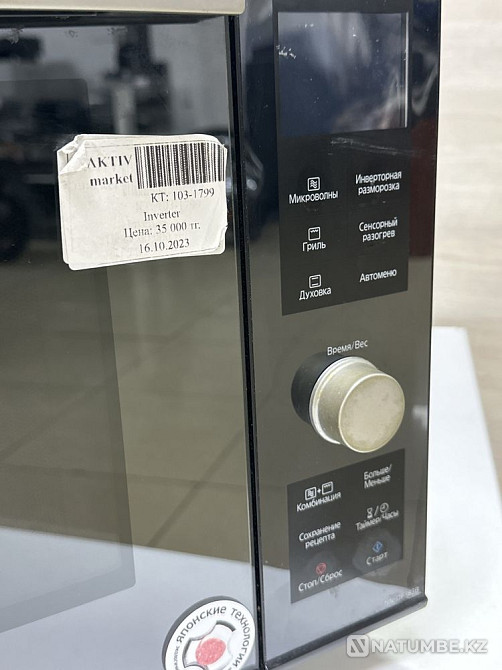 AKTIV
market
КТ: 103-1799
Inverter
Цена: 35 000 тг.
16.10.2023
Микроволны
Инверторная
разморозка
Гриль
Сенсорный
разогрев
Духовка
Автоменю
Время/Вес
Комбинация
Больше/
Меньше
Сохранение
рецепта
Таймер/Часы
Стоп/Сброс
Старт
ЯПОНСКИЕ ТЕХНОЛОГИИ
NATUMBE.KZ